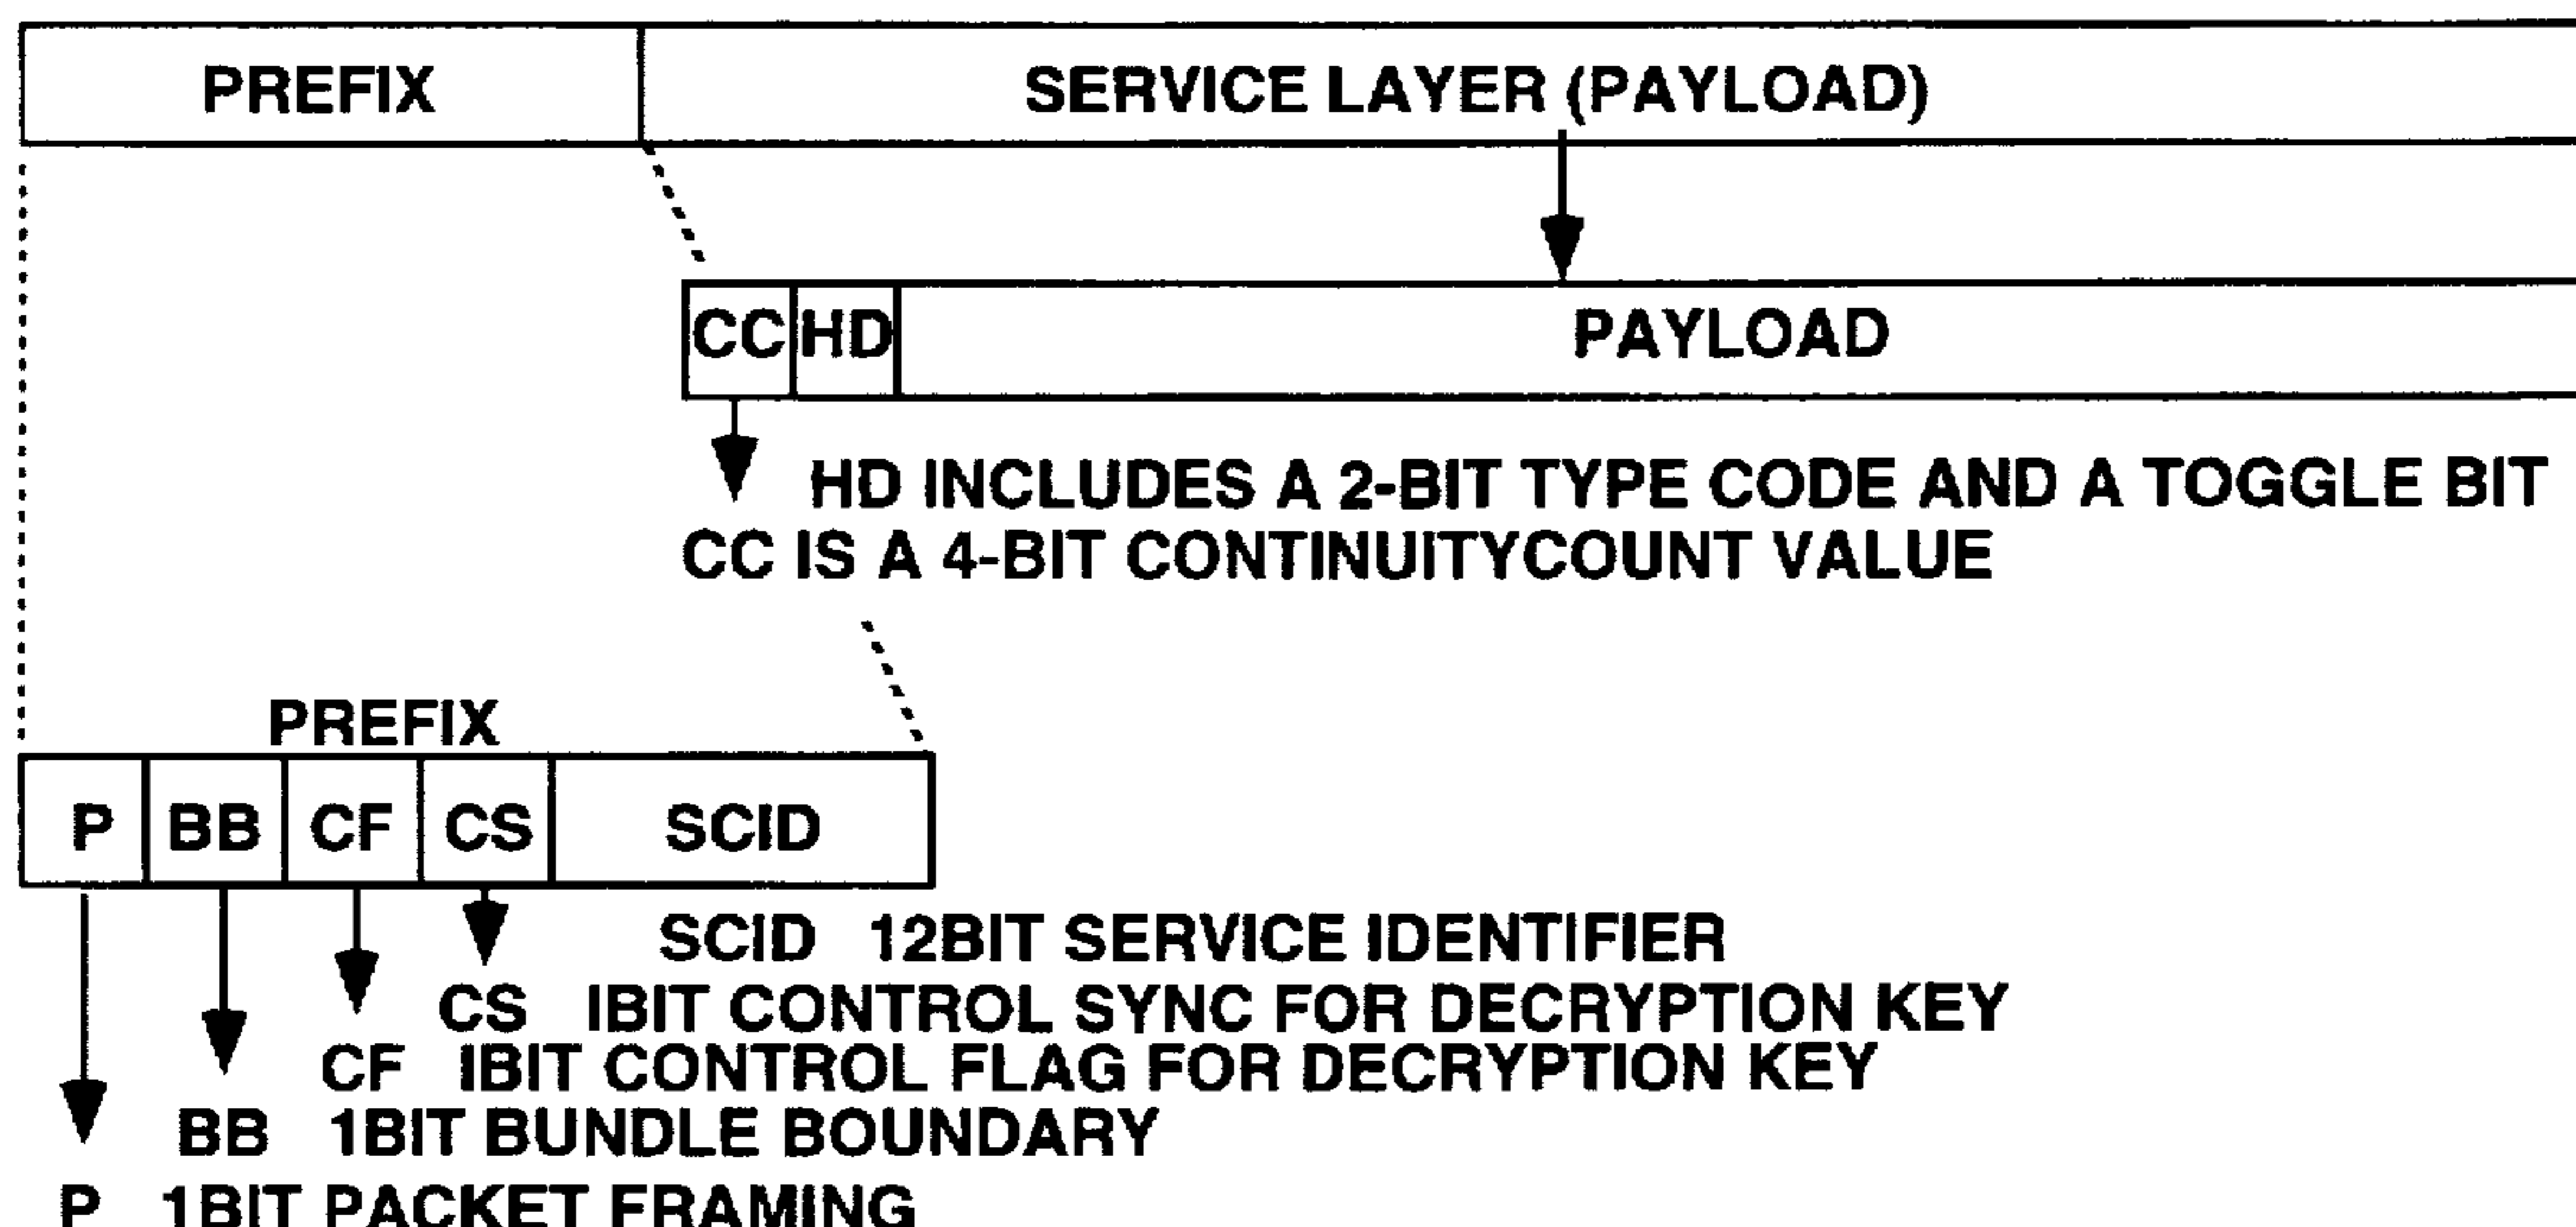 PREFIX SERVICE LAYER (PAYLOAD)
CC HD PAYLOAD
HD INCLUDES A 2-BIT TYPE CODE AND A TOGGLE BIT
CC IS A 4-BIT CONTINUITYCOUNT VALUE
PREFIX
P BB CF CS SCID
SCID 12BIT SERVICE IDENTIFIER
CS IBIT CONTROL SYNC FOR DECRYPTION KEY
CF IBIT CONTROL FLAG FOR DECRYPTION KEY
BB 1BIT BUNDLE BOUNDARY
P 1BIT PACKET FRAMING